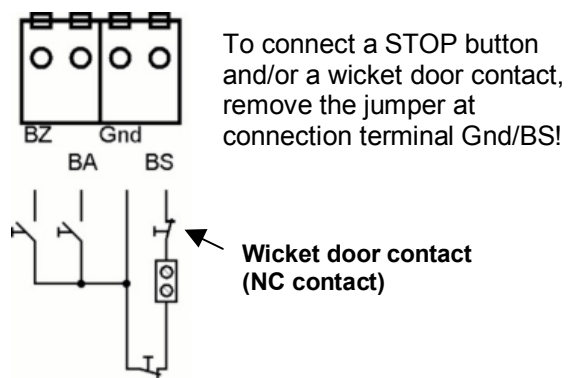 To connect a STOP button
and/or a wicket door contact,
remove the jumper at
connection terminal Gnd/BS!
BZ Gnd
BA BS
Wicket door contact
(NC contact)